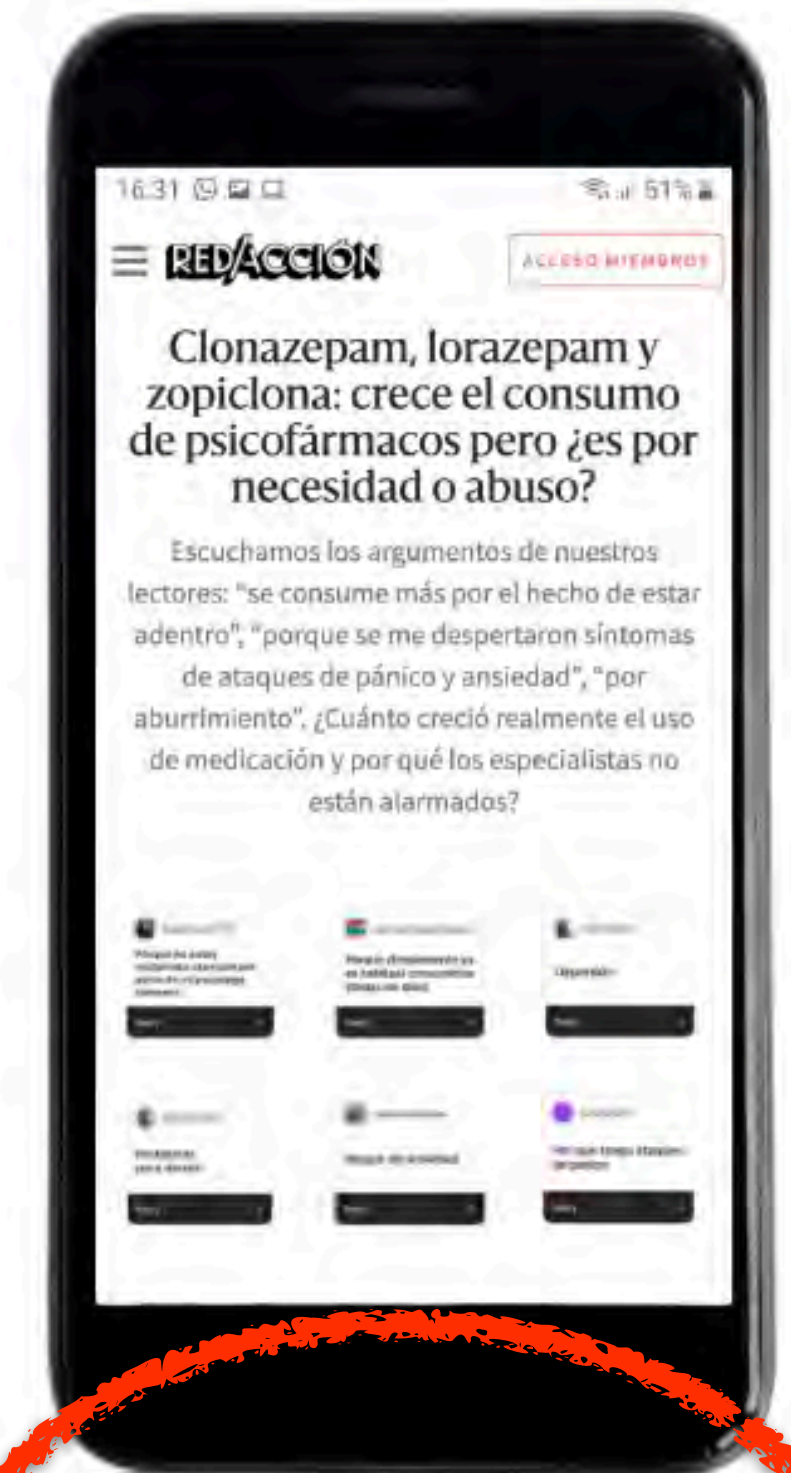 16:31
51%
RED/ACCIÓN
ACCESO MIEMBROS
Clonazepam, lorazepam y
zopiclona: crece el consumo
de psicofármacos pero ¿es por
necesidad o abuso?
Escuchamos los argumentos de nuestros
lectores: "se consume más por el hecho de estar
adentro", "porque se me despertaron síntomas
de ataques de pánico y ansiedad", "por
aburrimiento". ¿Cuánto creció realmente el uso
de medicación y por qué los especialistas no
están alarmados?